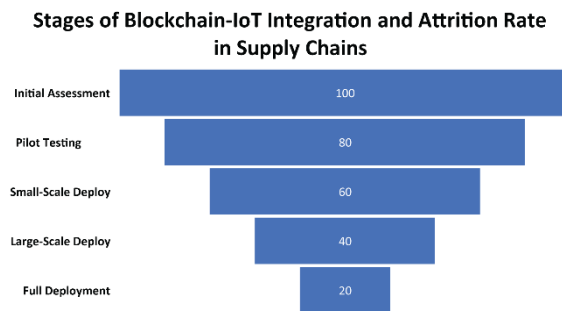 Stages of Blockchain-IoT Integration and Attrition Rate
in Supply Chains
Initial Assessment 100
Pilot Testing 80
Small-Scale Deploy 60
Large-Scale Deploy 40
Full Deployment 20